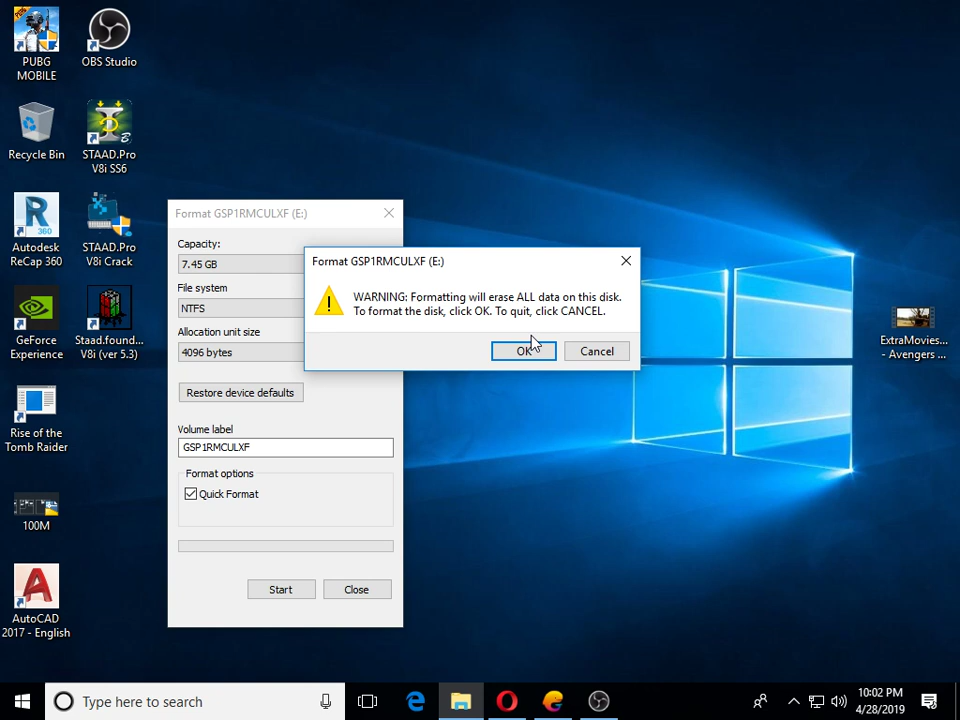 PUBG
MOBILE
OBS Studio
Recycle Bin
STAAD.Pro
V8i SS6
Autodesk
ReCap 360
STAAD.Pro
V8i Crack
GeForce
Experience
Staad.found...
V8i (ver 5.3)
Rise of the
Tomb Raider
100M
AutoCAD
2017 - English
ExtraMovies...
- Avengers ...
Format GSP1RMCULXF (E:)
Capacity:
7.45 GB
File system
NTFS
Allocation unit size
4096 bytes
Restore device defaults
Volume label
GSP1RMCULXF
Format options
Quick Format
Start
Close
Format GSP1RMCULXF (E:)
WARNING: Formatting will erase ALL data on this disk.
To format the disk, click OK. To quit, click CANCEL.
OK
Cancel
Type here to search
10:02 PM
4/28/2019